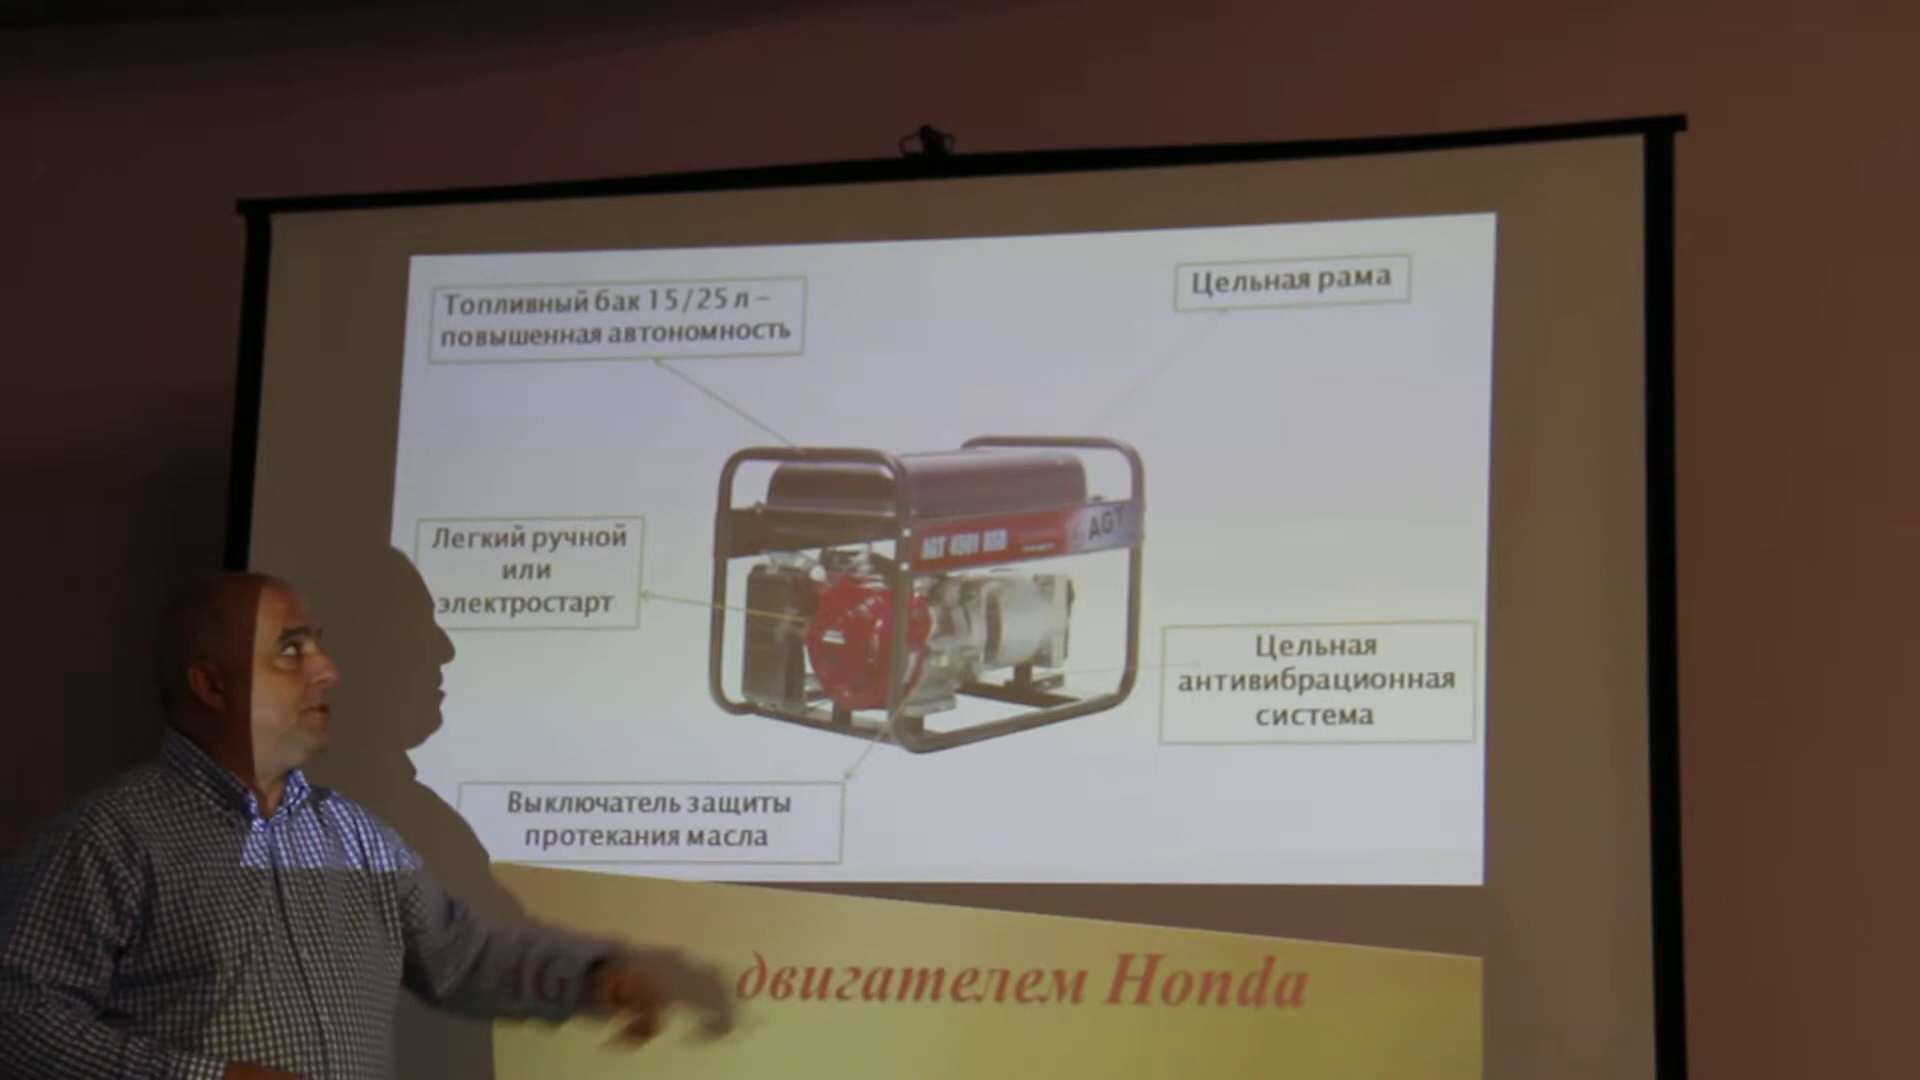 Топливный бак 15/25 л –
повышенная автономность
Цельная рама
Легкий ручной
или
электростарт
AGT
Цельная
антивибрационная
система
Выключатель защиты
протекания масла
двигателем Honda